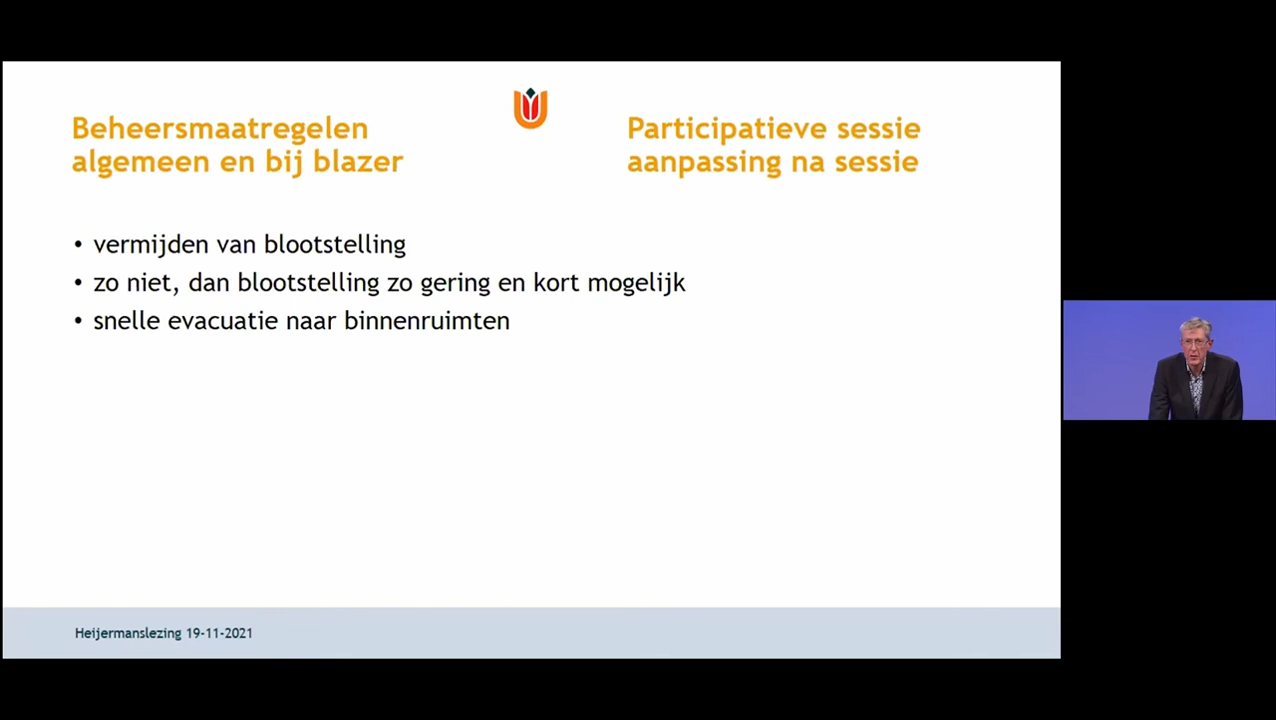 Beheersmaatregelen
algemeen en bij blazer
Participatieve sessie
aanpassing na sessie
• vermijden van blootstelling
• zo niet, dan blootstelling zo gering en kort mogelijk
• snelle evacuatie naar binnenruimten
Heijermanslezing 19-11-2021